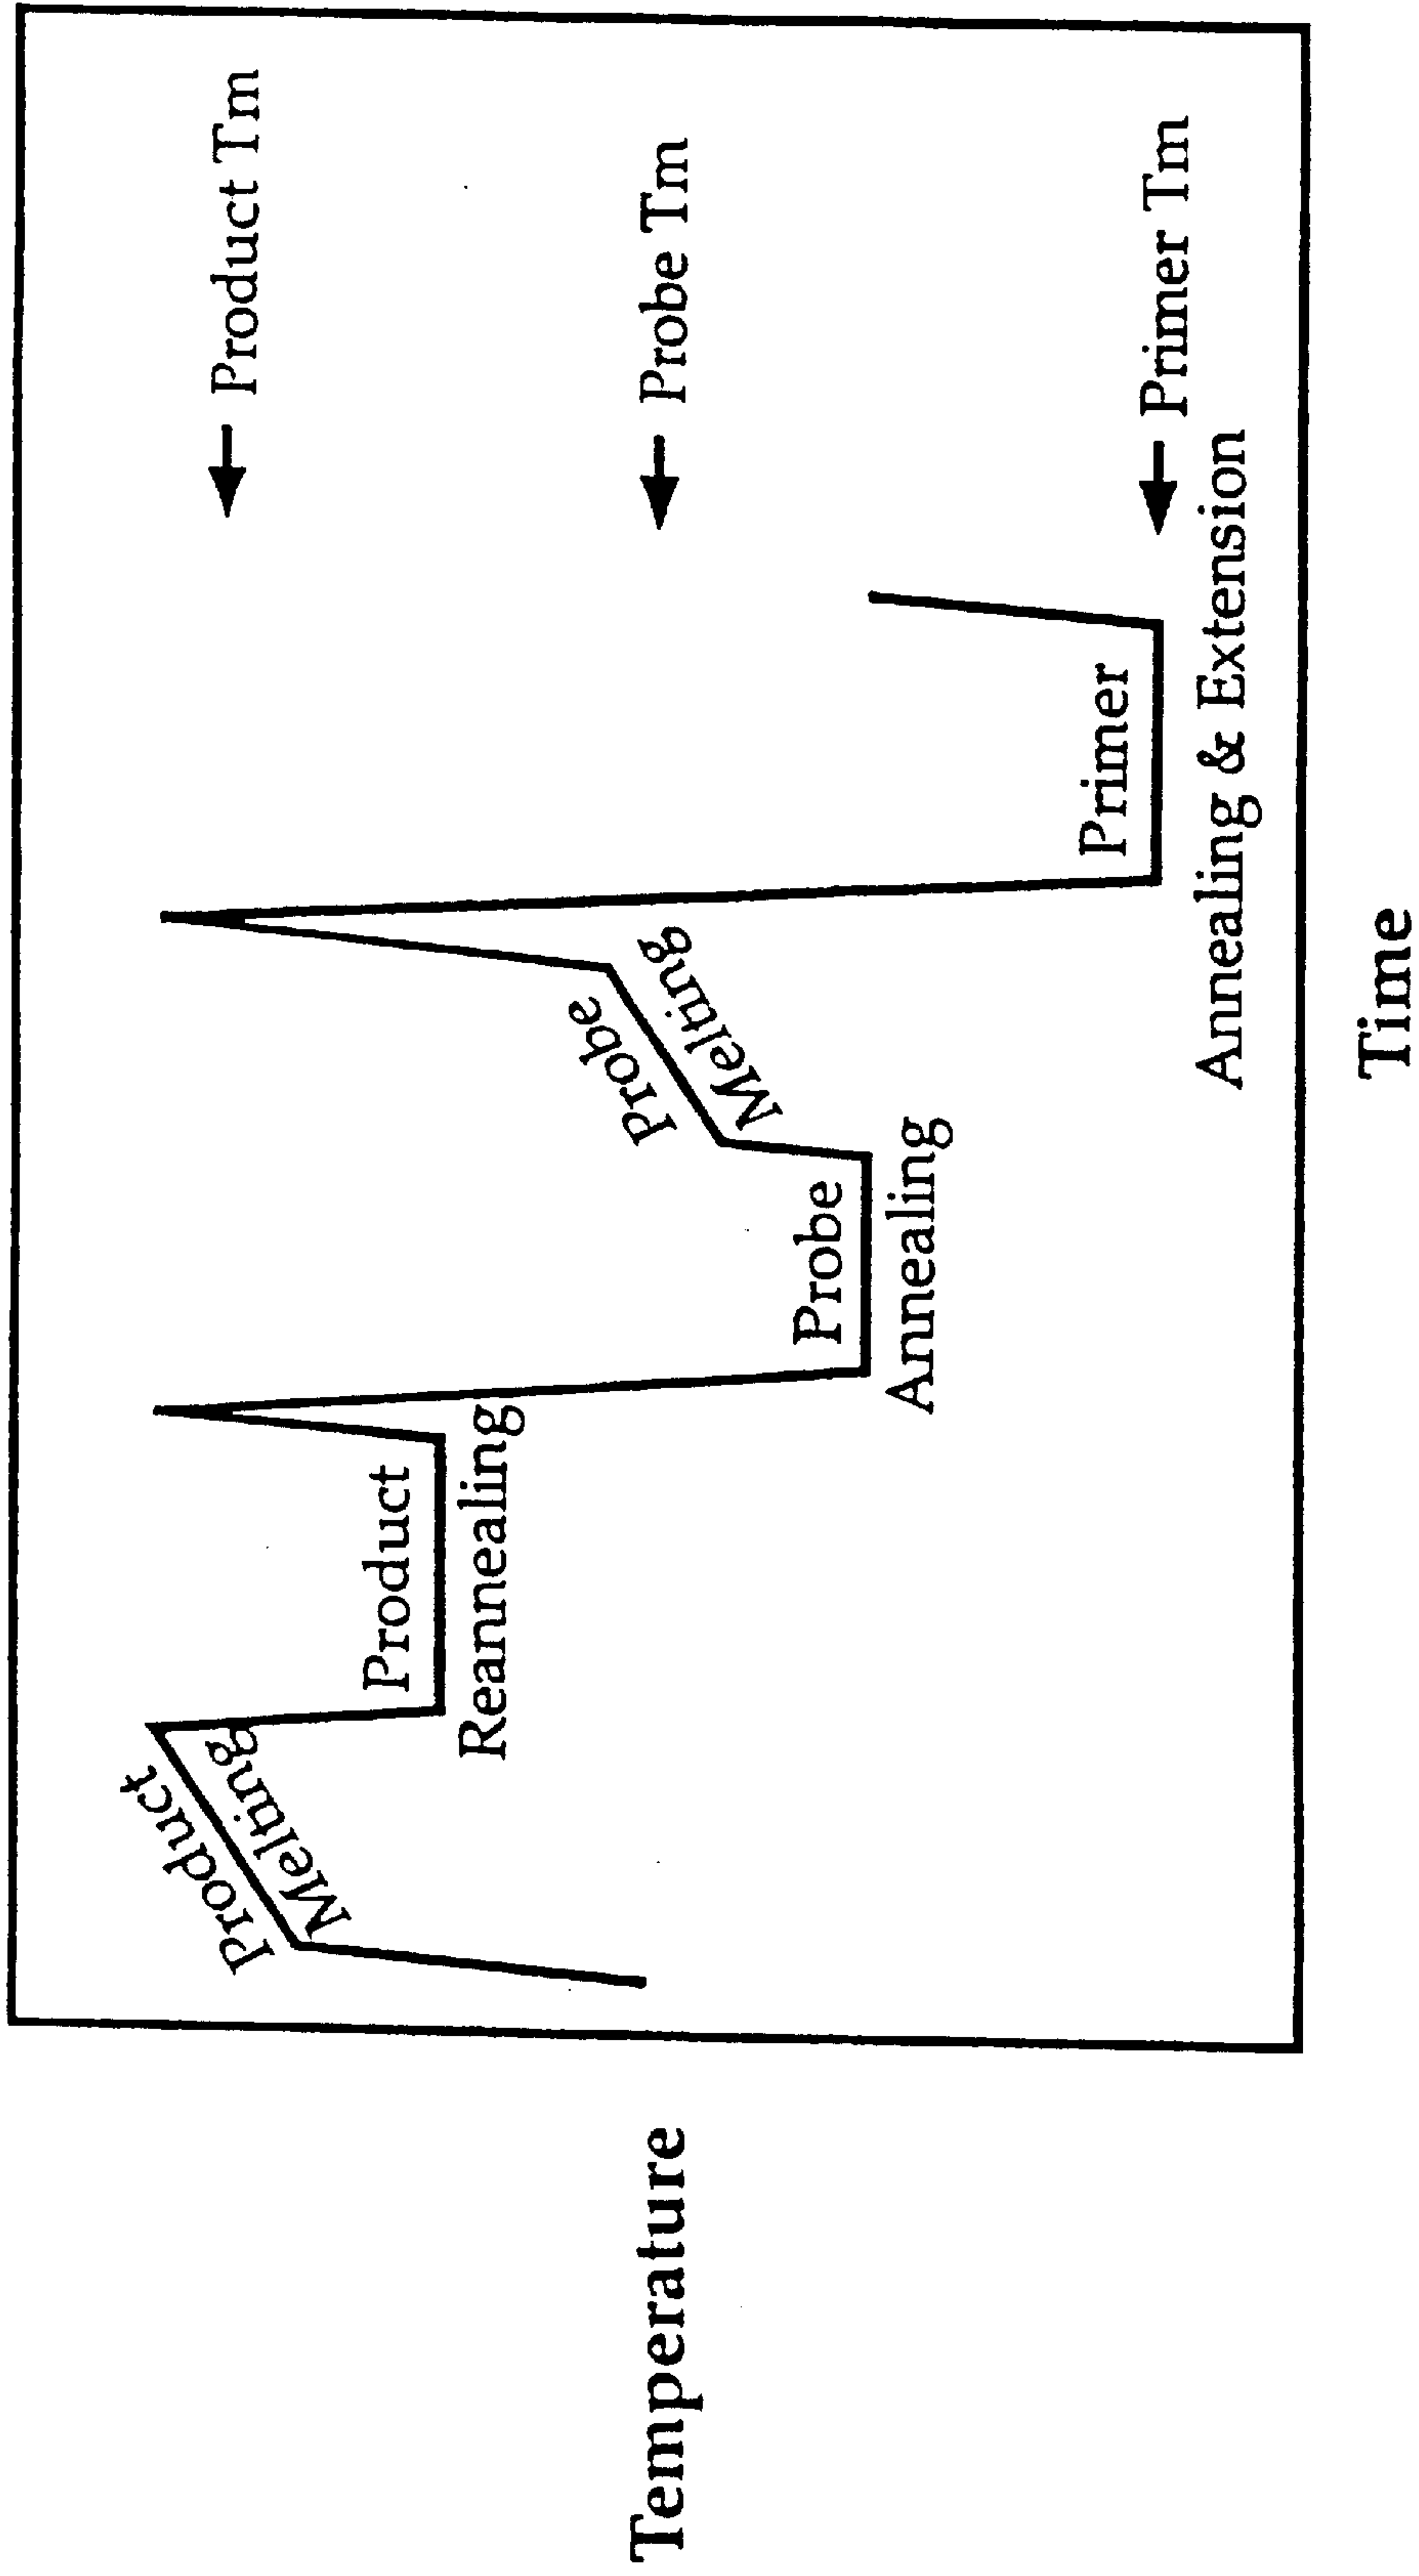 Temperature
Product
Melting
Product
Reannealing
Probe
Annealing
Probe
Melting
Primer
Annealing & Extension
Product Tm
Probe Tm
Primer Tm
Time